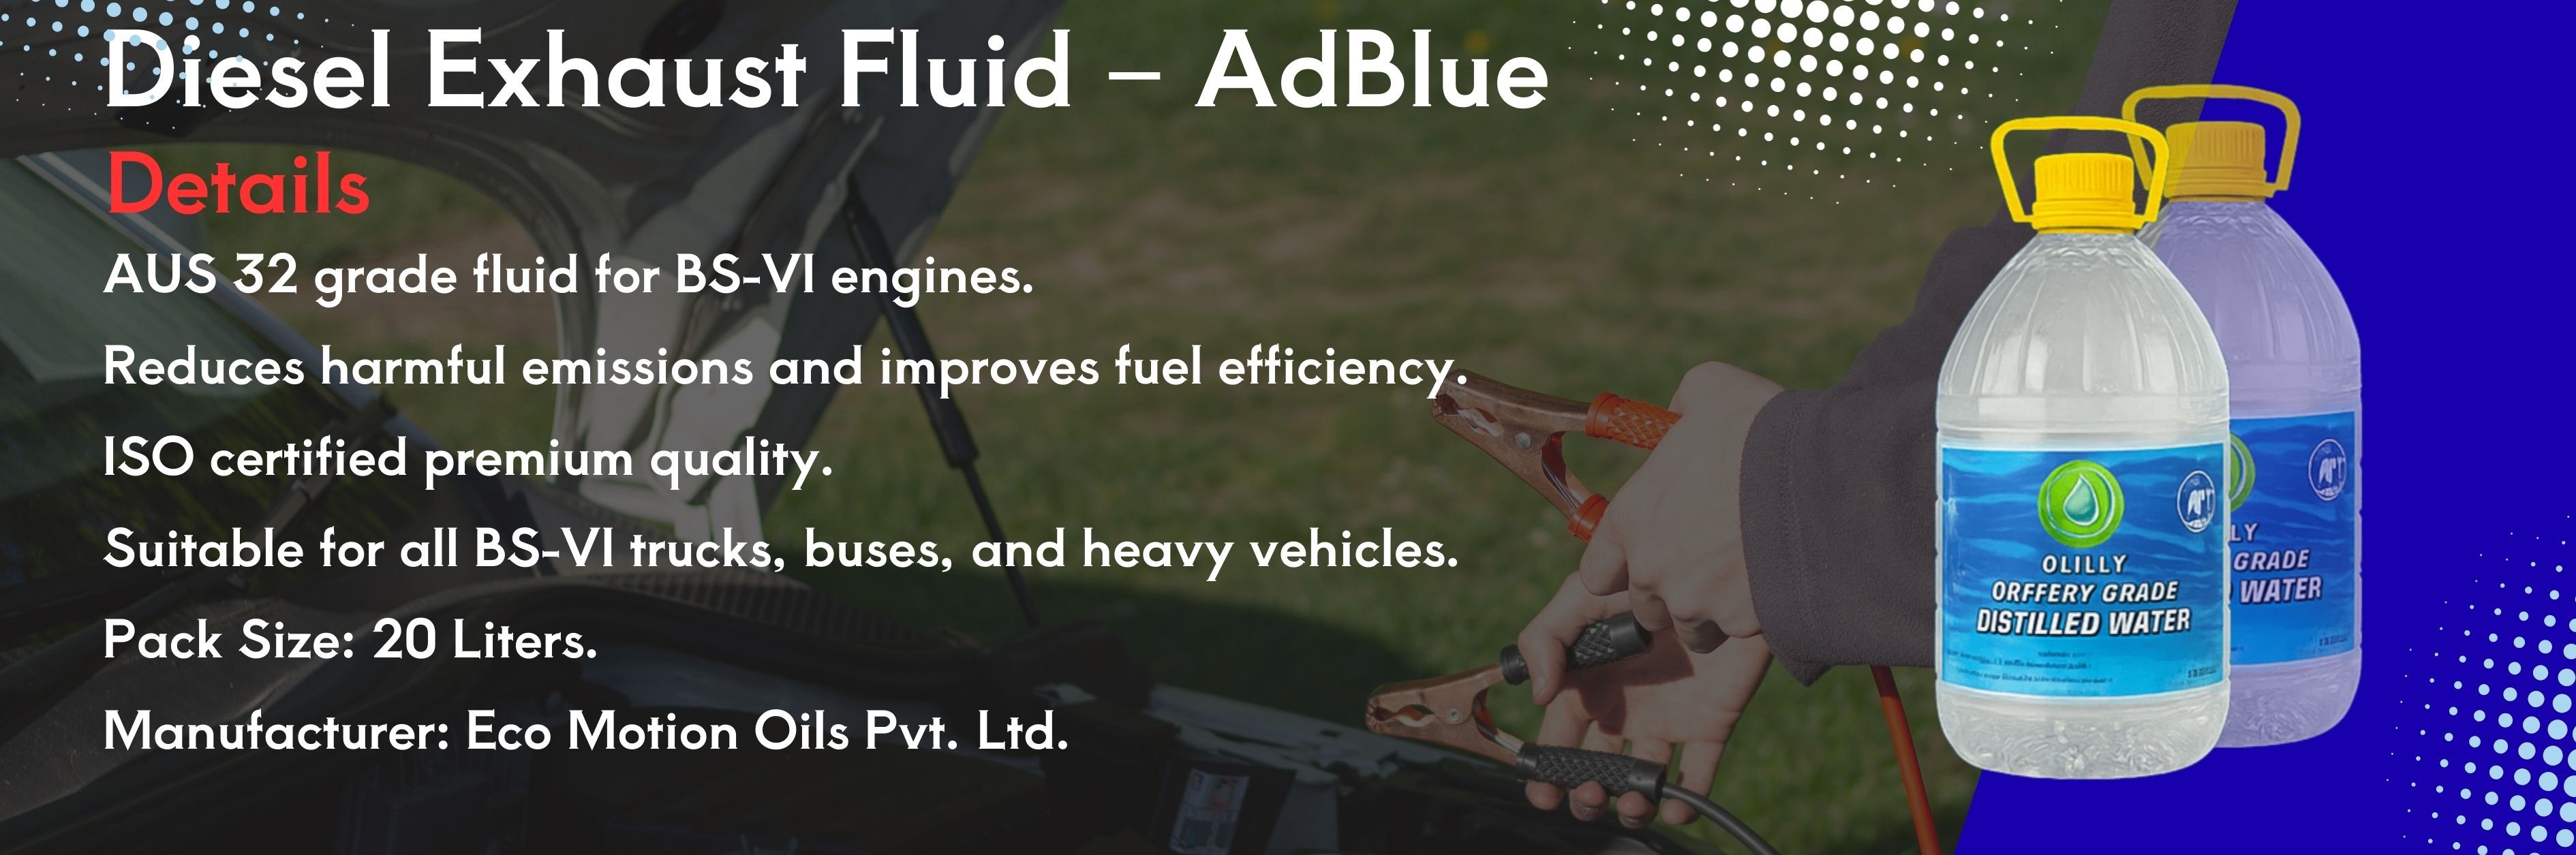 Diesel Exhaust Fluid – AdBlue
Details
AUS 32 grade fluid for BS-VI engines.
Reduces harmful emissions and improves fuel efficiency.
ISO certified premium quality.
Suitable for all BS-VI trucks, buses, and heavy vehicles.
Pack Size: 20 Liters.
Manufacturer: Eco Motion Oils Pvt. Ltd.
OLILLY
ORFFERY GRADE
DISTILLED WATER
LY
GRADE
WATER